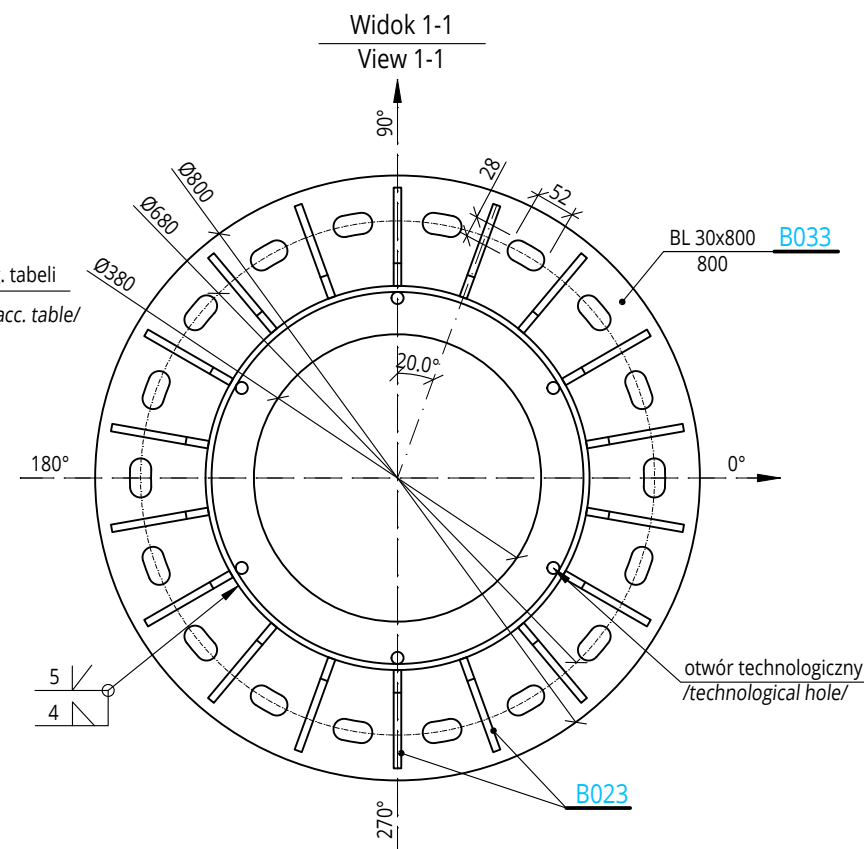 Widok 1-1
View 1-1
90°
Ø800
Ø680
Ø380
28
52
BL 30x800 B033
800
. tabeli
acc. table/
20.0°
180°
0°
5
4
otwór technologiczny
/technological hole/
B023
270°